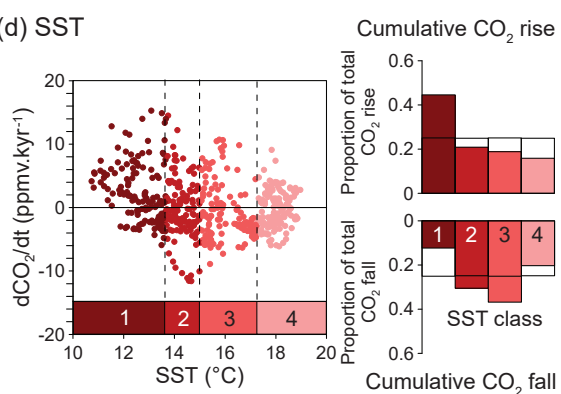 (d) SST
Cumulative CO₂ rise
20
10
0
-10
-20
dCO₂/dt (ppmv.kyr⁻¹)
1 2 3 4
10 12 14 16 18 20
SST (°C)
0.6
0.4
0.2
0
Proportion of total
CO₂ rise
0
0.2
0.4
0.6
Proportion of total
CO₂ fall
1 2 3 4
SST class
Cumulative CO₂ fall